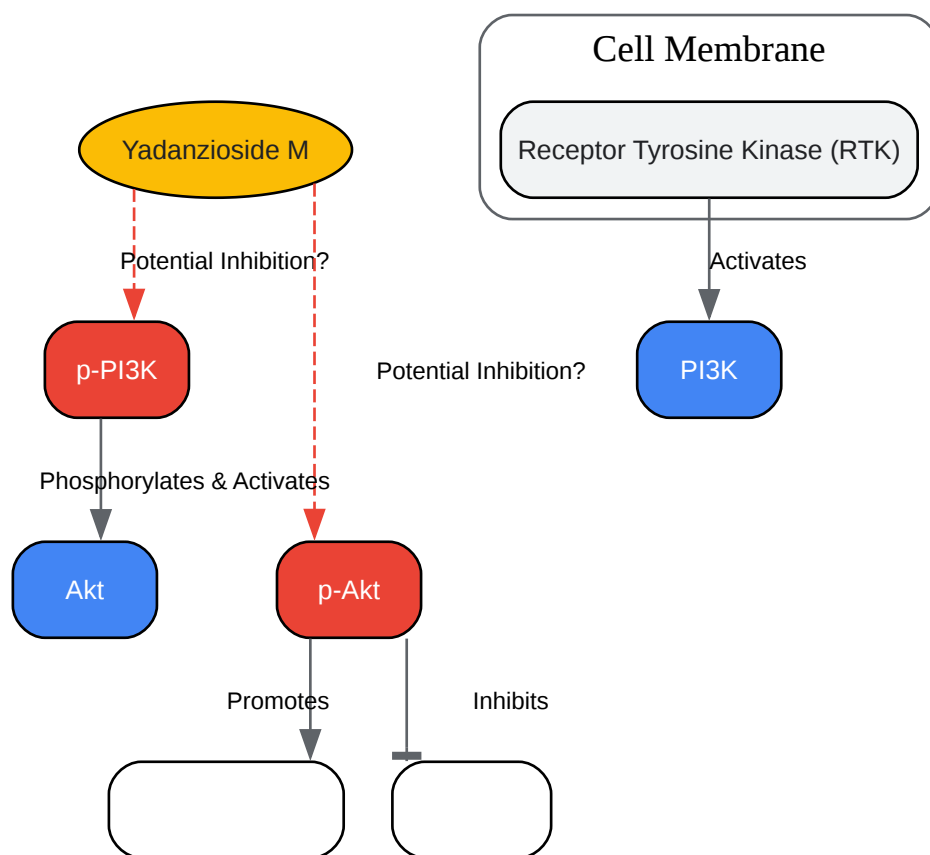 Cell Membrane
Yadanzioside M
Receptor Tyrosine Kinase (RTK)
Potential Inhibition?
Activates
p-PI3K
Potential Inhibition?
PI3K
Phosphorylates & Activates
Akt
p-Akt
Promotes
Inhibits